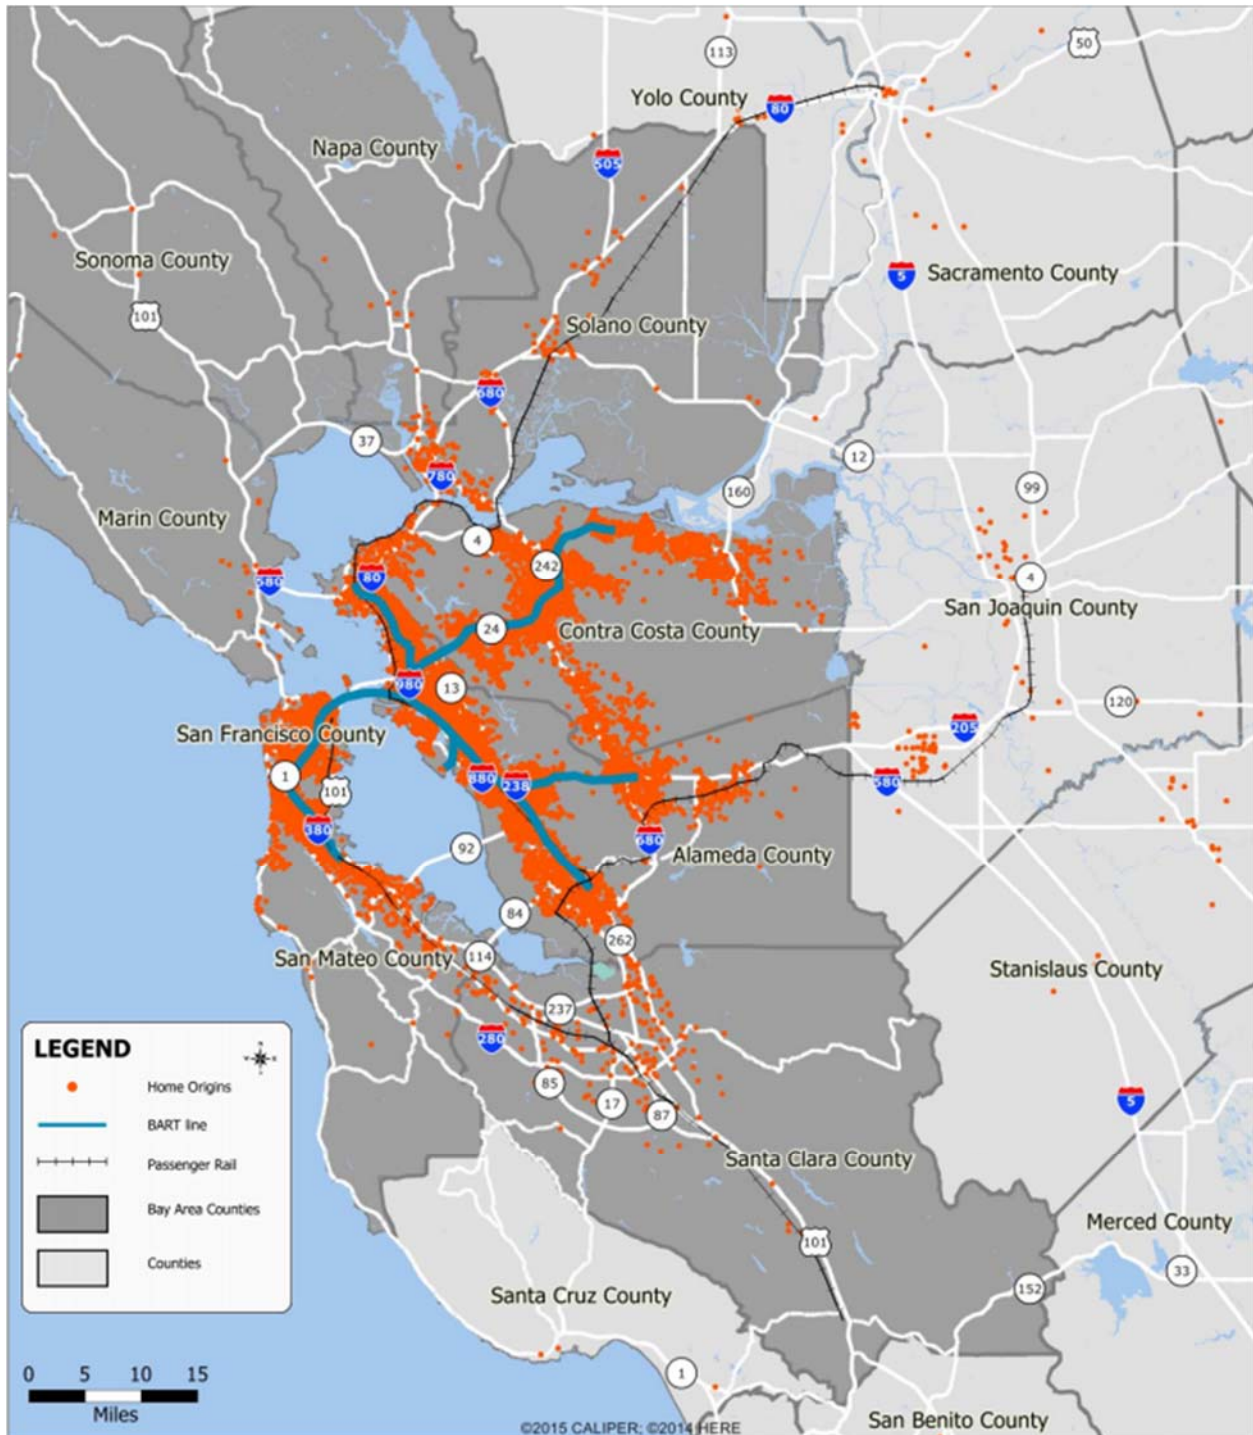 50
113
Yolo County
80
Napa County
505
Sonoma County
101
5
Sacramento County
Solano County
680
37
780
12
160
99
Marin County
4
242
580
80
4
San Joaquin County
24
Contra Costa County
980
13
120
205
San Francisco County
1
101
880
238
580
380
680
92
Alameda County
84
262
San Mateo County
114
Stanislaus County
237
280
85
17
87
5
Santa Clara County
Merced County
101
33
152
Santa Cruz County
1
San Benito County
LEGEND
N
Home Origins
BART line
Passenger Rail
Bay Area Counties
Counties
0 5 10 15
Miles
©2015 CALIPER; ©2014 HERE